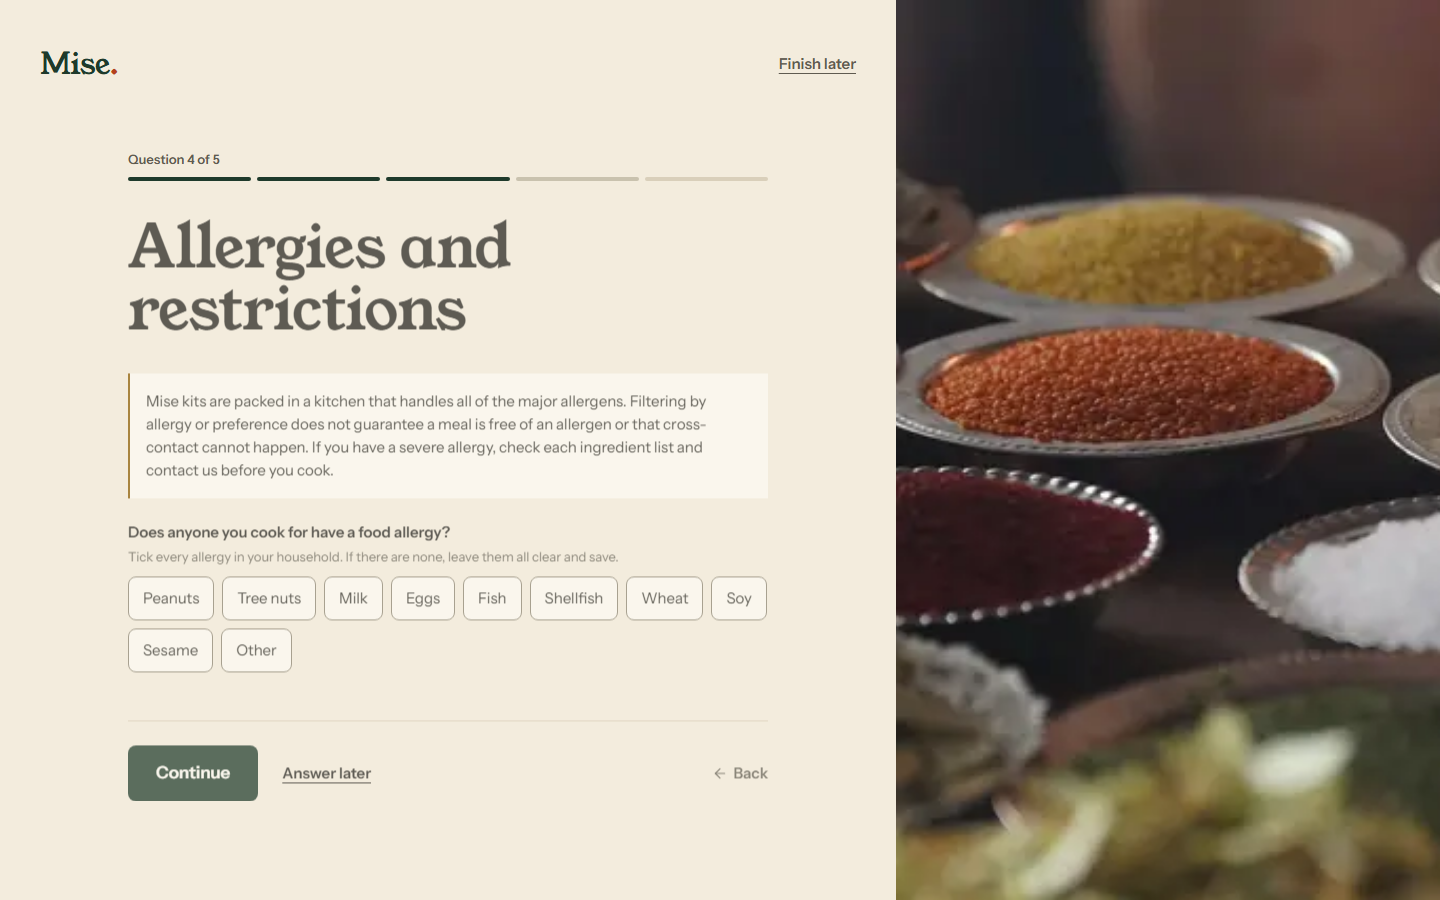 Mise.
Finish later
Question 4 of 5
Allergies and
restrictions
Mise kits are packed in a kitchen that handles all of the major allergens. Filtering by
allergy or preference does not guarantee a meal is free of an allergen or that cross-
contact cannot happen. If you have a severe allergy, check each ingredient list and
contact us before you cook.
Does anyone you cook for have a food allergy?
Tick every allergy in your household. If there are none, leave them all clear and save.
Peanuts Tree nuts Milk Eggs Fish Shellfish Wheat Soy
Sesame Other
Continue Answer later ← Back